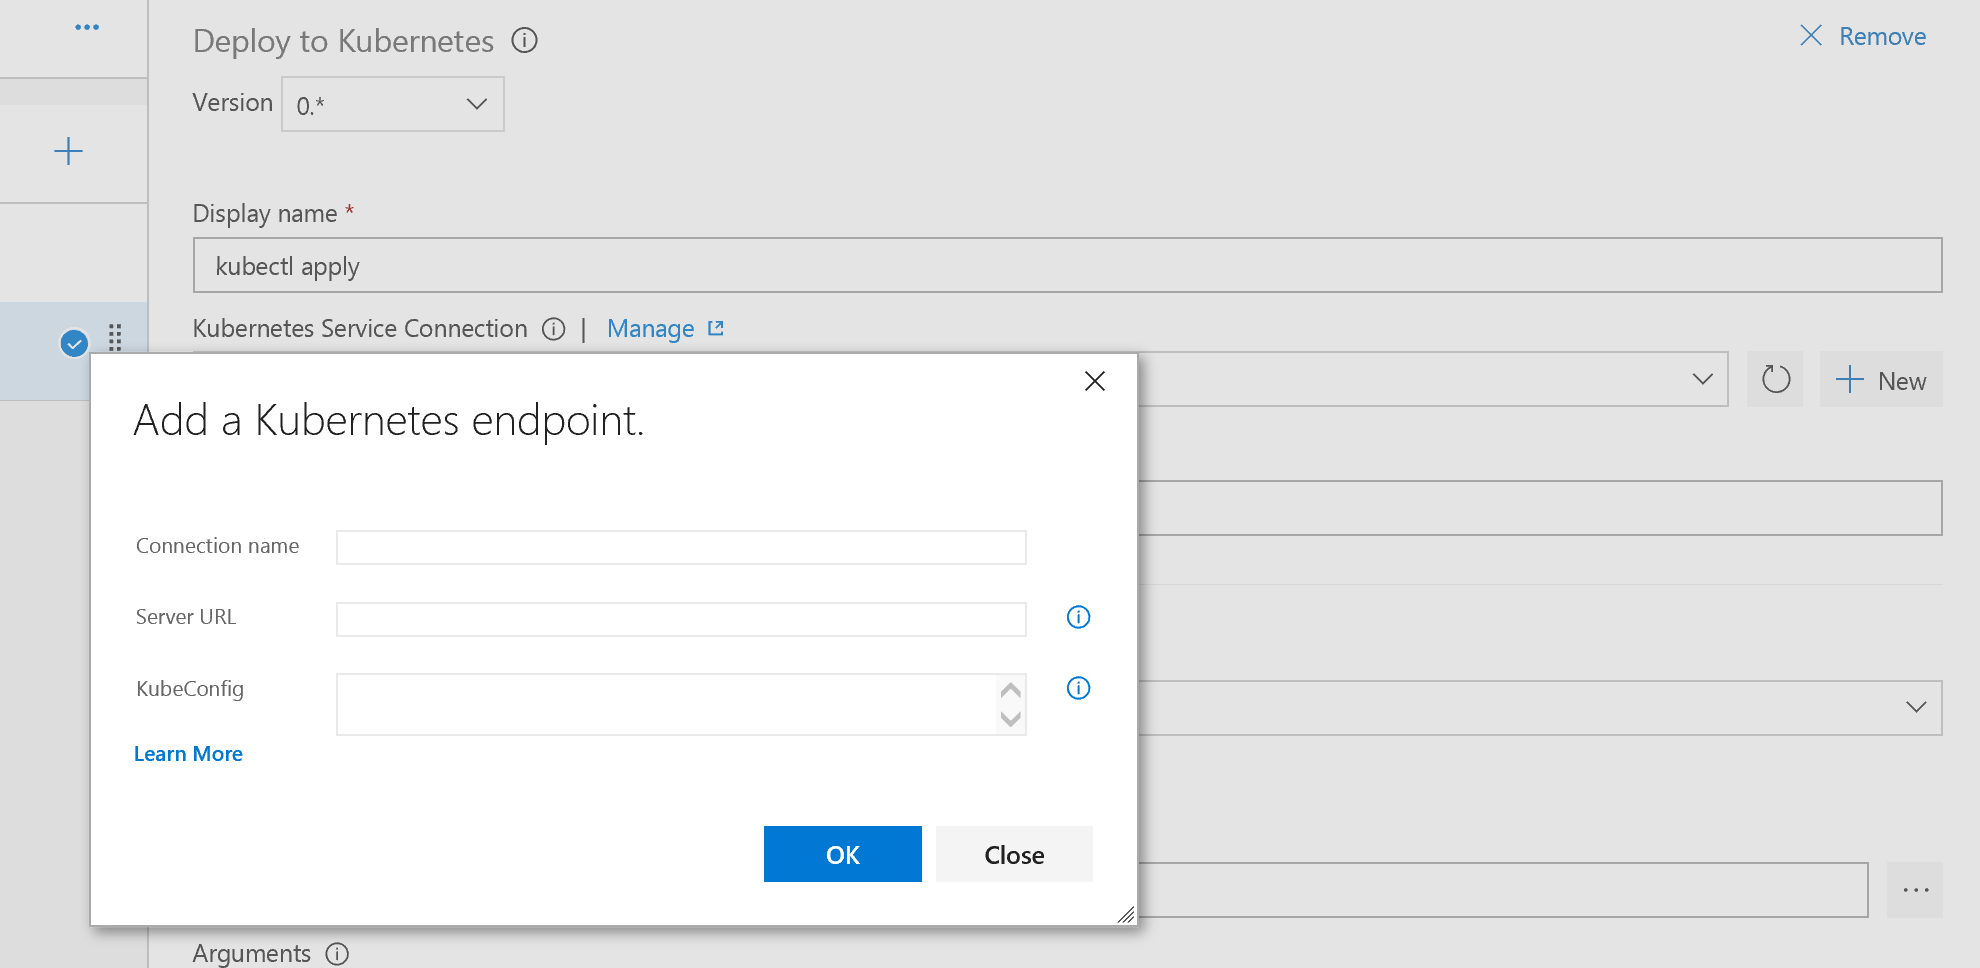 Deploy to Kubernetes
Remove
Version 0.*
Display name *
kubectl apply
Kubernetes Service Connection | Manage
New
Add a Kubernetes endpoint.
Connection name
Server URL
KubeConfig
Learn More
OK Close
Arguments